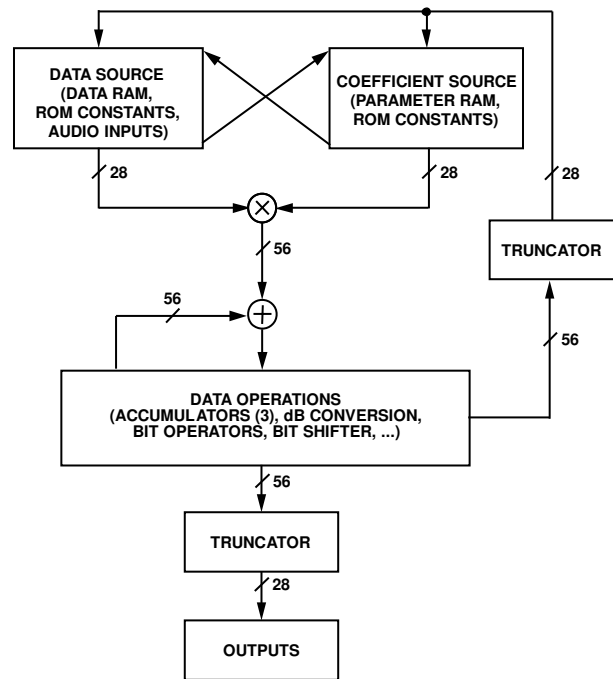 DATA SOURCE
(DATA RAM,
ROM CONSTANTS,
AUDIO INPUTS)
COEFFICIENT SOURCE
(PARAMETER RAM,
ROM CONSTANTS)
28
28
28
56
TRUNCATOR
56
56
DATA OPERATIONS
(ACCUMULATORS (3), dB CONVERSION,
BIT OPERATORS, BIT SHIFTER, ...)
56
TRUNCATOR
28
OUTPUTS